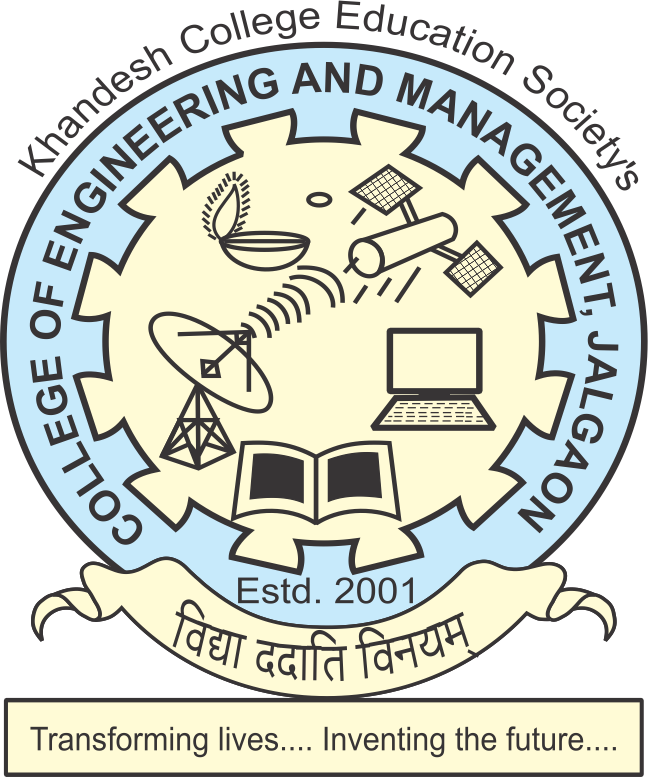 Khandesh College Education Society's
COLLEGE OF ENGINEERING AND MANAGEMENT, JALGAON
Estd. 2001
विद्या ददाति विनयम्
Transforming lives.... Inventing the future....